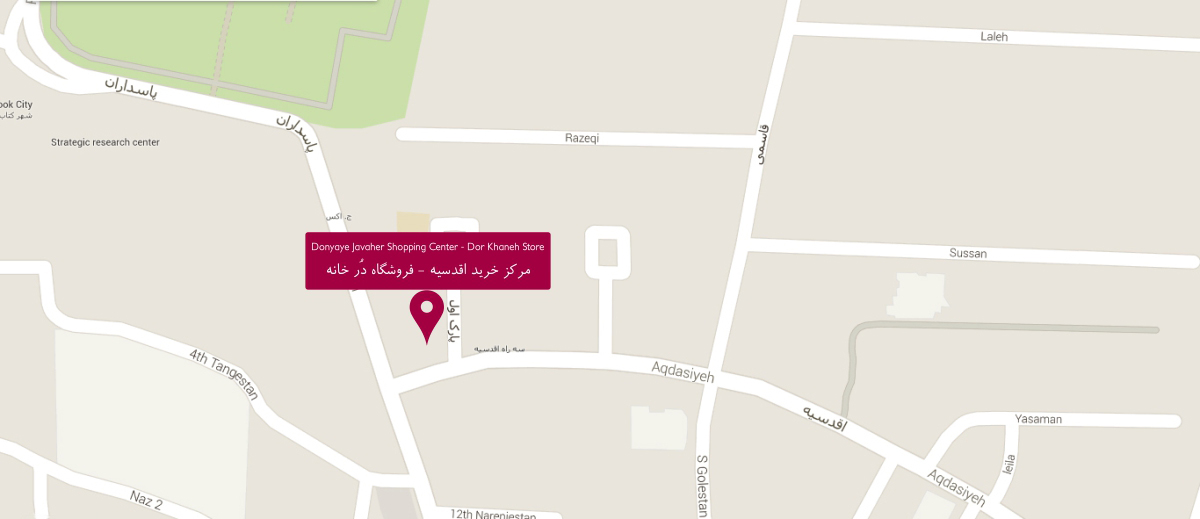 Laleh
پاسداران
ook City
شهر کتاب
Strategic research center
پاسداران
Razeqi
قاسمی
ج. اکس
Donyaye Javaher Shopping Center - Dor Khaneh Store
مرکز خرید اقدسیه - فروشگاه دُر خانه
Sussan
پارک اول
سه راه اقدسیه
4th Tangestan
Aqdasiyeh
اقدسیه
Yasaman
leila
S Golestan
Aqdasiyeh
Naz 2
12th Narenjestan